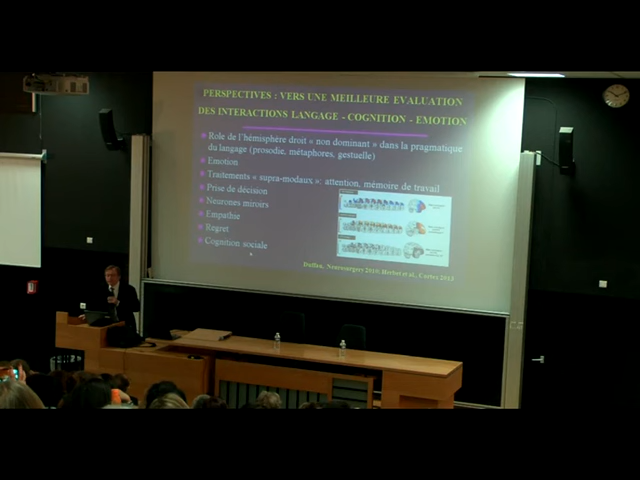 PERSPECTIVES : VERS UNE MEILLEURE EVALUATION
DES INTERACTIONS LANGAGE - COGNITION - EMOTION
Role de l'hémisphère droit « non dominant » dans la pragmatique
du langage (prosodie, métaphores, gestuelle)
Emotion
Traitements « supra-modaux »: attention, mémoire de travail
Prise de décision
Neurones miroirs
Empathie
Regret
Cognition sociale
Duffau, Neurosurgery 2010; Herbet et al., Cortex 2013